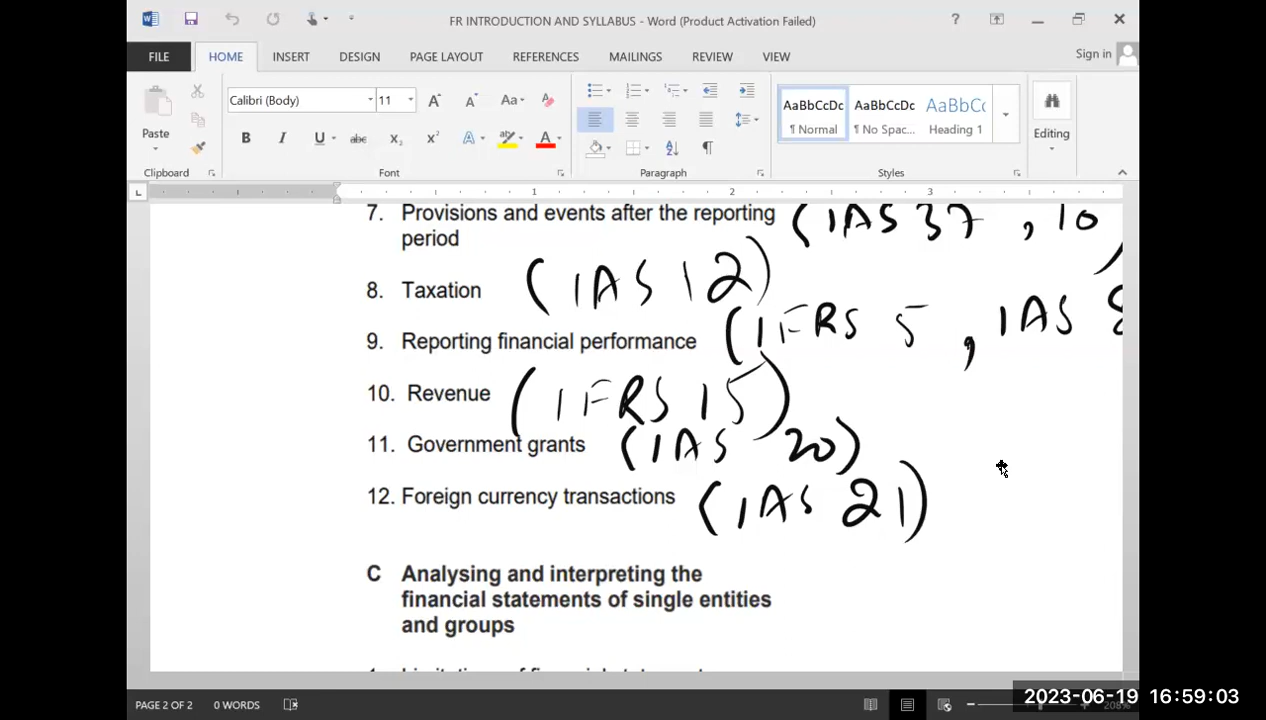 FR INTRODUCTION AND SYLLABUS - Word (Product Activation Failed)
FILE HOME INSERT DESIGN PAGE LAYOUT REFERENCES MAILINGS REVIEW VIEW Sign in
Calibri (Body) 11
Paste
AaBbCcDc AaBbCcDc AaBbCc
¶ Normal ¶ No Spac... Heading 1
Editing
Clipboard Font Paragraph Styles
1 2 3
7. Provisions and events after the reporting period (IAS 37, 10)
8. Taxation (IAS 12)
9. Reporting financial performance (IFRS 5, IAS 8
10. Revenue (IFRS 15)
11. Government grants (IAS 20)
12. Foreign currency transactions (IAS 21)
C Analysing and interpreting the
financial statements of single entities
and groups
PAGE 2 OF 2 0 WORDS
2023-06-19 16:59:03